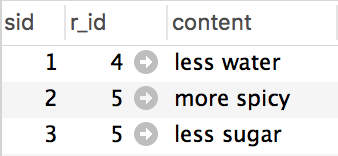 sid r_id content
1 4 less water
2 5 more spicy
3 5 less sugar